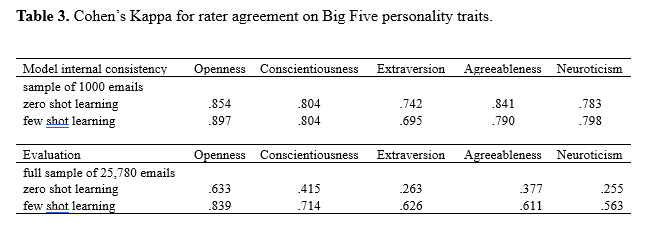 Table 3. Cohen's Kappa for rater agreement on Big Five personality traits.
Model internal consistency Openness Conscientiousness Extraversion Agreeableness Neuroticism
sample of 1000 emails
zero shot learning .854 .804 .742 .841 .783
few shot learning .897 .804 .695 .790 .798
Evaluation Openness Conscientiousness Extraversion Agreeableness Neuroticism
full sample of 25,780 emails
zero shot learning .633 .415 .263 .377 .255
few shot learning .839 .714 .626 .611 .563